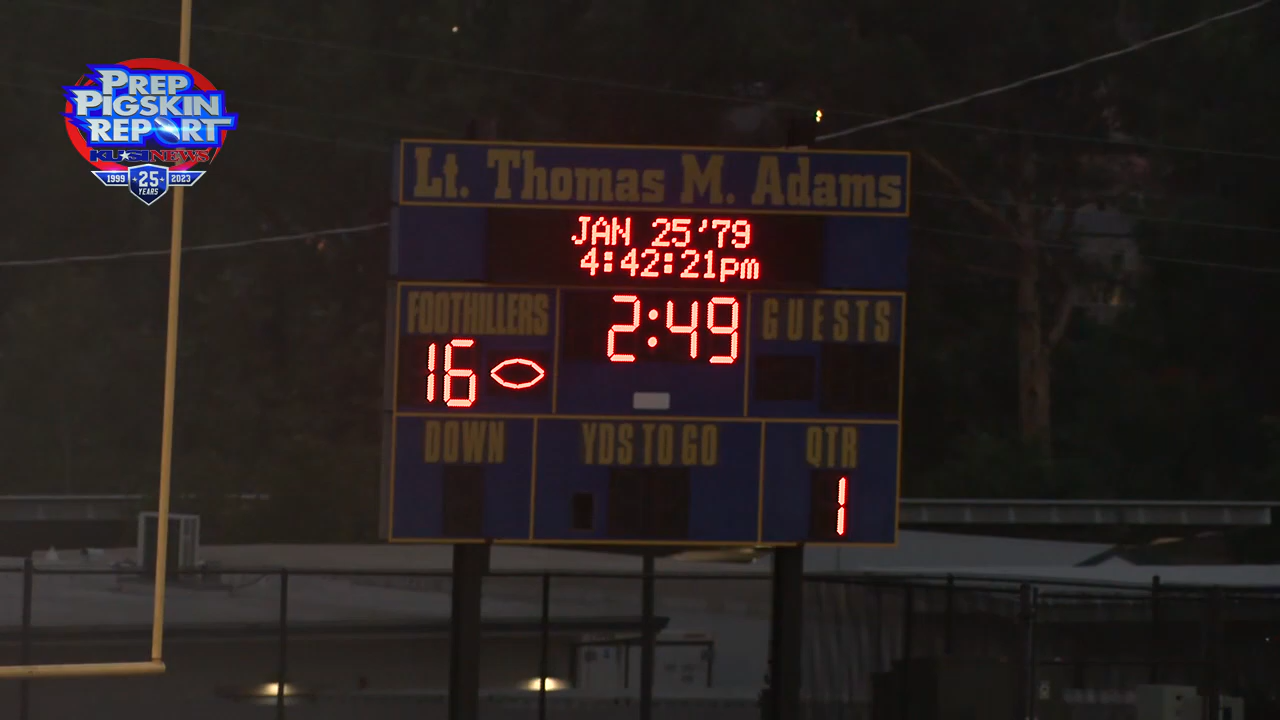 PREP
PIGSKIN
REPORT
KUSI NEWS
1999 25 2023
YEARS
Lt. Thomas M. Adams
JAN 25'79
4:42:21pm
FOOTHILLERS 2:49 GUESTS
16
DOWN YDS TO GO QTR
1